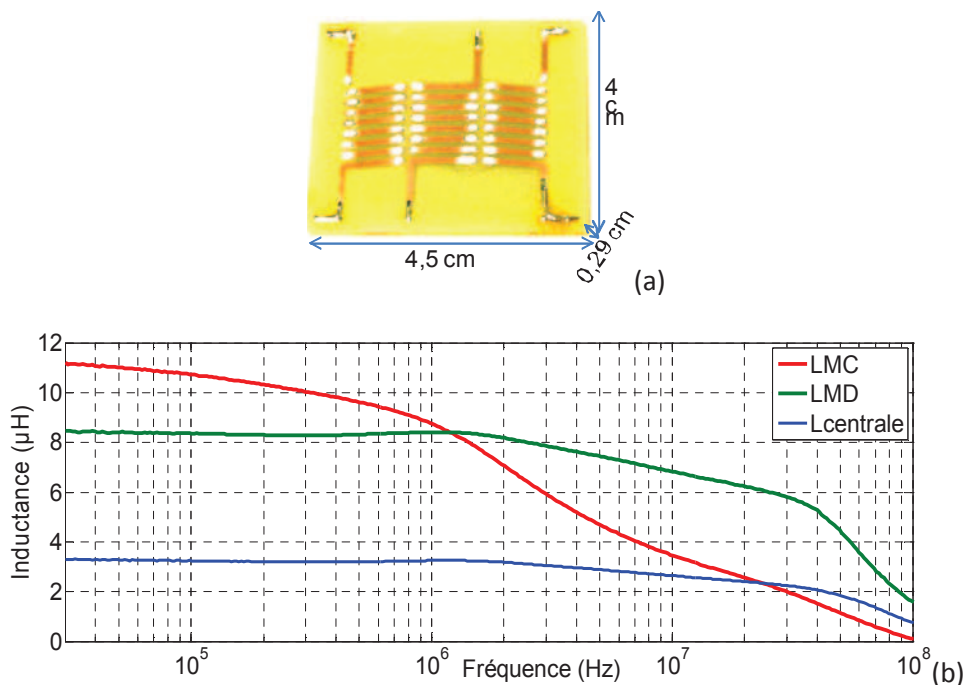 4 cm
4,5 cm
0,29 cm
(a)
12
10
8
6
4
2
0
Inductance (µH)
LMC
LMD
Lcentrale
10^5
10^6
10^7
10^8
Fréquence (Hz)
(b)